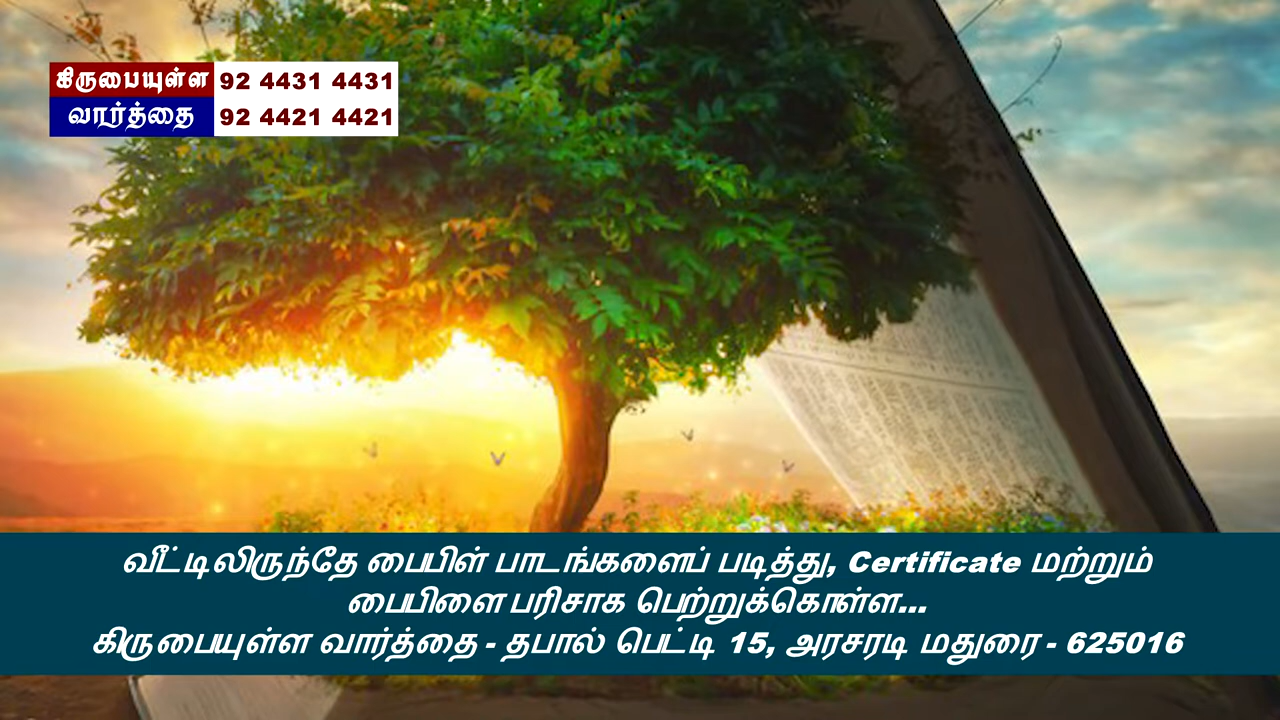 கிருபையுள்ள 92 4431 4431
வார்த்தை 92 4421 4421
வீட்டிலிருந்தே பைபிள் பாடங்களைப் படித்து, Certificate மற்றும்
பைபிளை பரிசாக பெற்றுக்கொள்ள...
கிருபையுள்ள வார்த்தை - தபால் பெட்டி 15, அரசரடி மதுரை - 625016